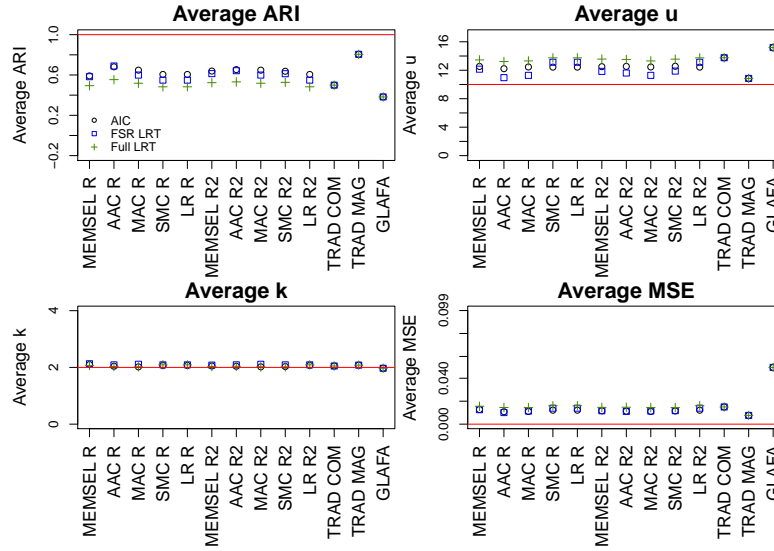 Average ARI
Average ARI
1.0
0.6
0.2
−0.2
AIC
FSR LRT
Full LRT
MEMSEL R
AAC R
MAC R
SMC R
LR R
MEMSEL R2
AAC R2
MAC R2
SMC R2
LR R2
TRAD COM
TRAD MAG
GLAFA
Average u
Average u
16
12
8
4
0
MEMSEL R
AAC R
MAC R
SMC R
LR R
MEMSEL R2
AAC R2
MAC R2
SMC R2
LR R2
TRAD COM
TRAD MAG
GLAFA
Average k
Average k
4
2
0
MEMSEL R
AAC R
MAC R
SMC R
LR R
MEMSEL R2
AAC R2
MAC R2
SMC R2
LR R2
TRAD COM
TRAD MAG
GLAFA
Average MSE
Average MSE
0.099
0.040
0.000
MEMSEL R
AAC R
MAC R
SMC R
LR R
MEMSEL R2
AAC R2
MAC R2
SMC R2
LR R2
TRAD COM
TRAD MAG
GLAFA